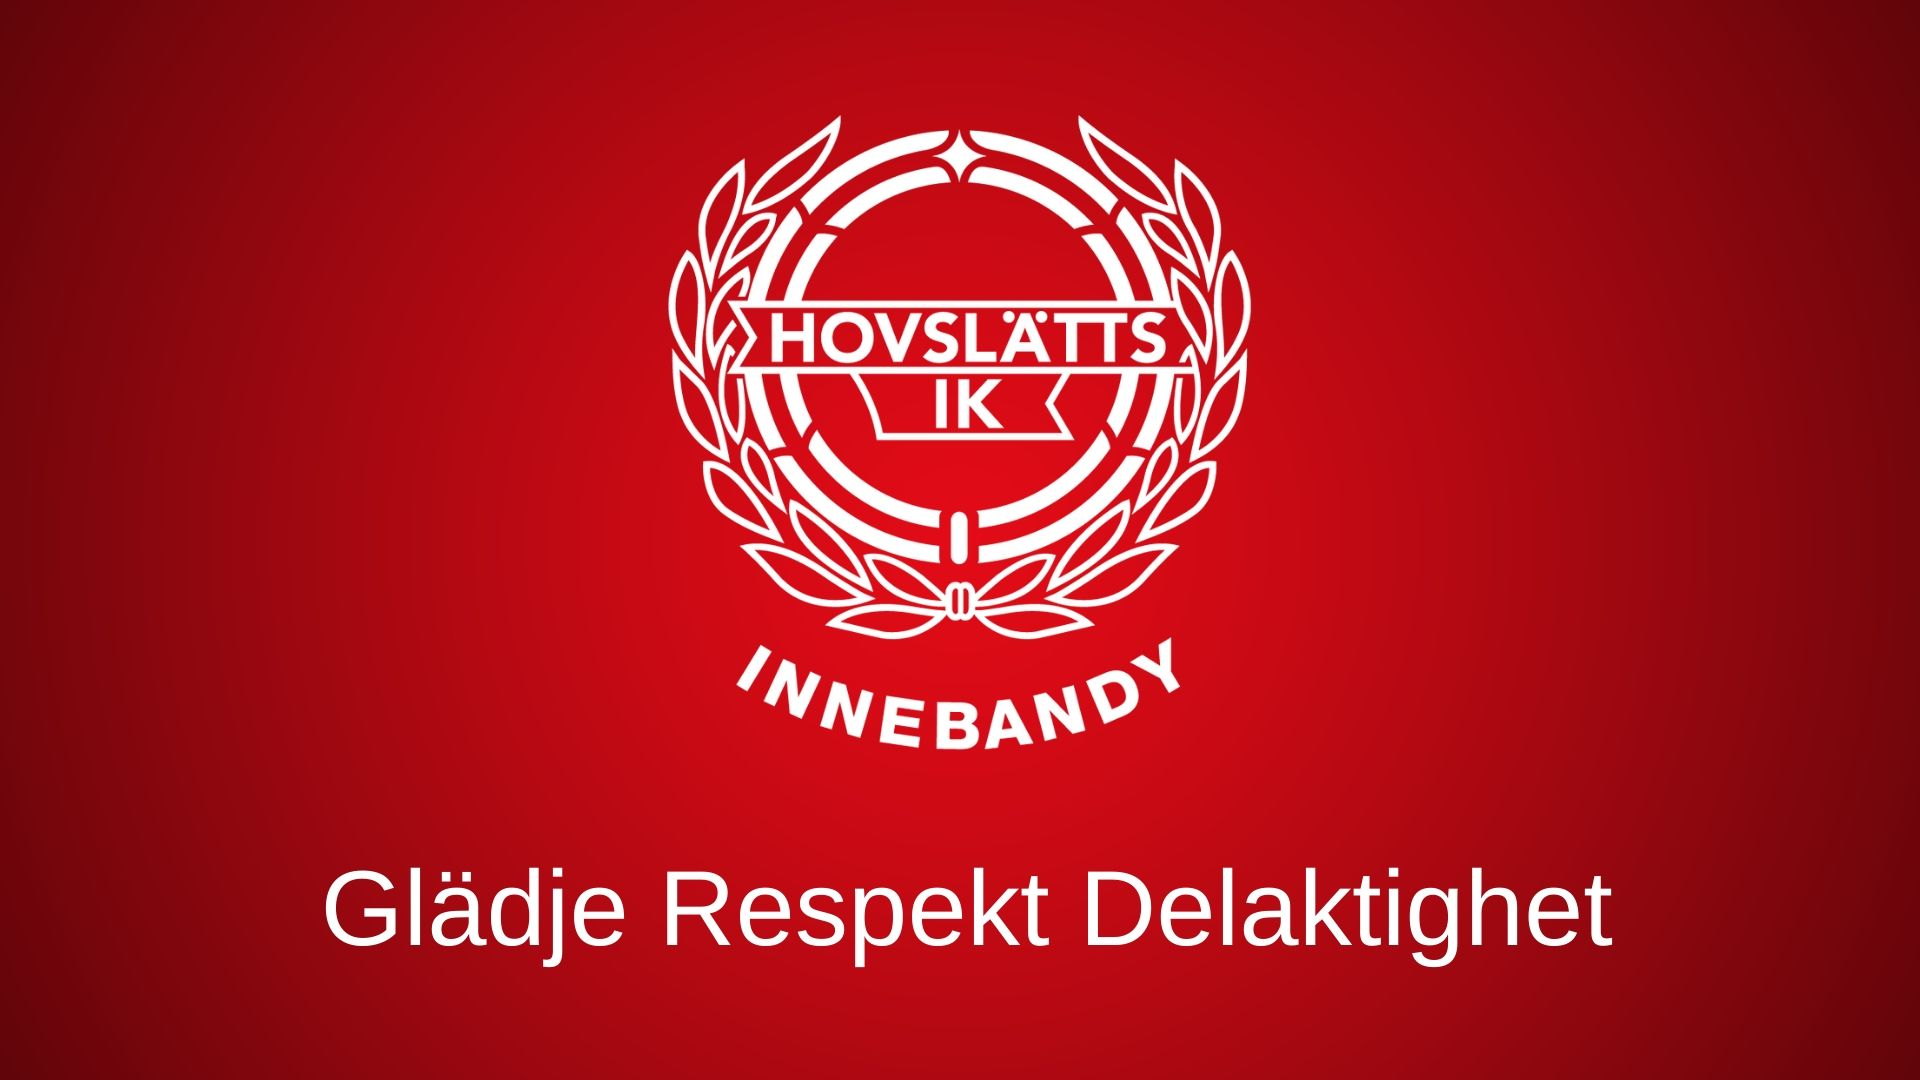 HOVSLÄTTS
IK
INNEBANDY
Glädje Respekt Delaktighet